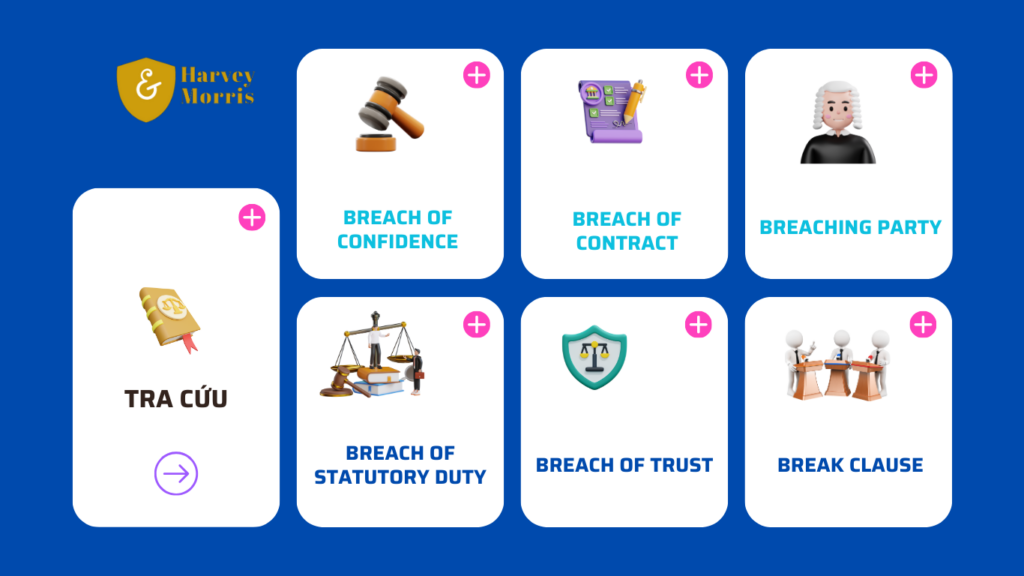 &
Harvey
Morris
TRA CỨU
BREACH OF
CONFIDENCE
BREACH OF
CONTRACT
BREACHING PARTY
BREACH OF
STATUTORY DUTY
BREACH OF TRUST
BREAK CLAUSE